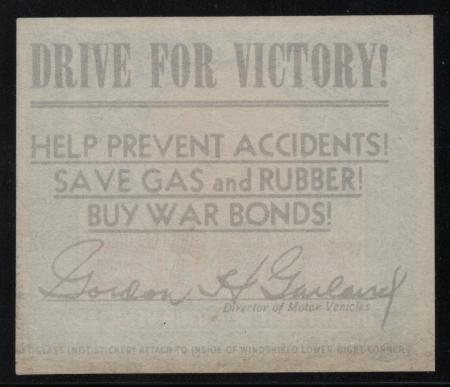 DRIVE FOR VICTORY!
HELP PREVENT ACCIDENTS!
SAVE GAS and RUBBER!
BUY WAR BONDS!
Gordon H Garland
Director of Motor Vehicles
GLASS (NOT STICKER) ATTACH TO INSIDE OF WINDSHIELD LOWER RIGHT CORNER